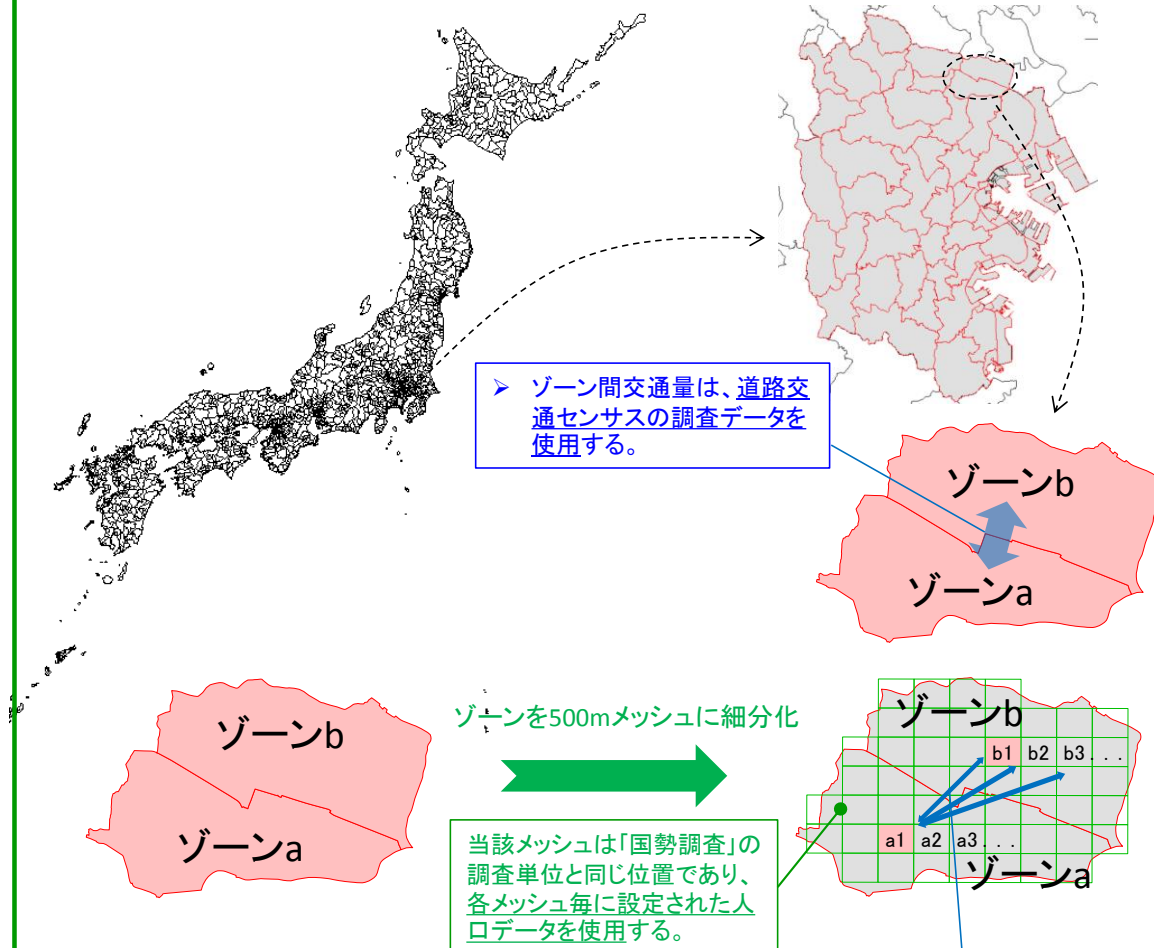 ➢ ゾーン間交通量は、道路交
通センサスの調査データを
使用する。
ゾーンb
ゾーンa
ゾーンb
ゾーンa
ゾーンを500mメッシュに細分化
当該メッシュは「国勢調査」の
調査単位と同じ位置であり、
各メッシュ毎に設定された人
口データを使用する。
ゾーンb
b1 b2 b3...
a1 a2 a3...
ゾーンa